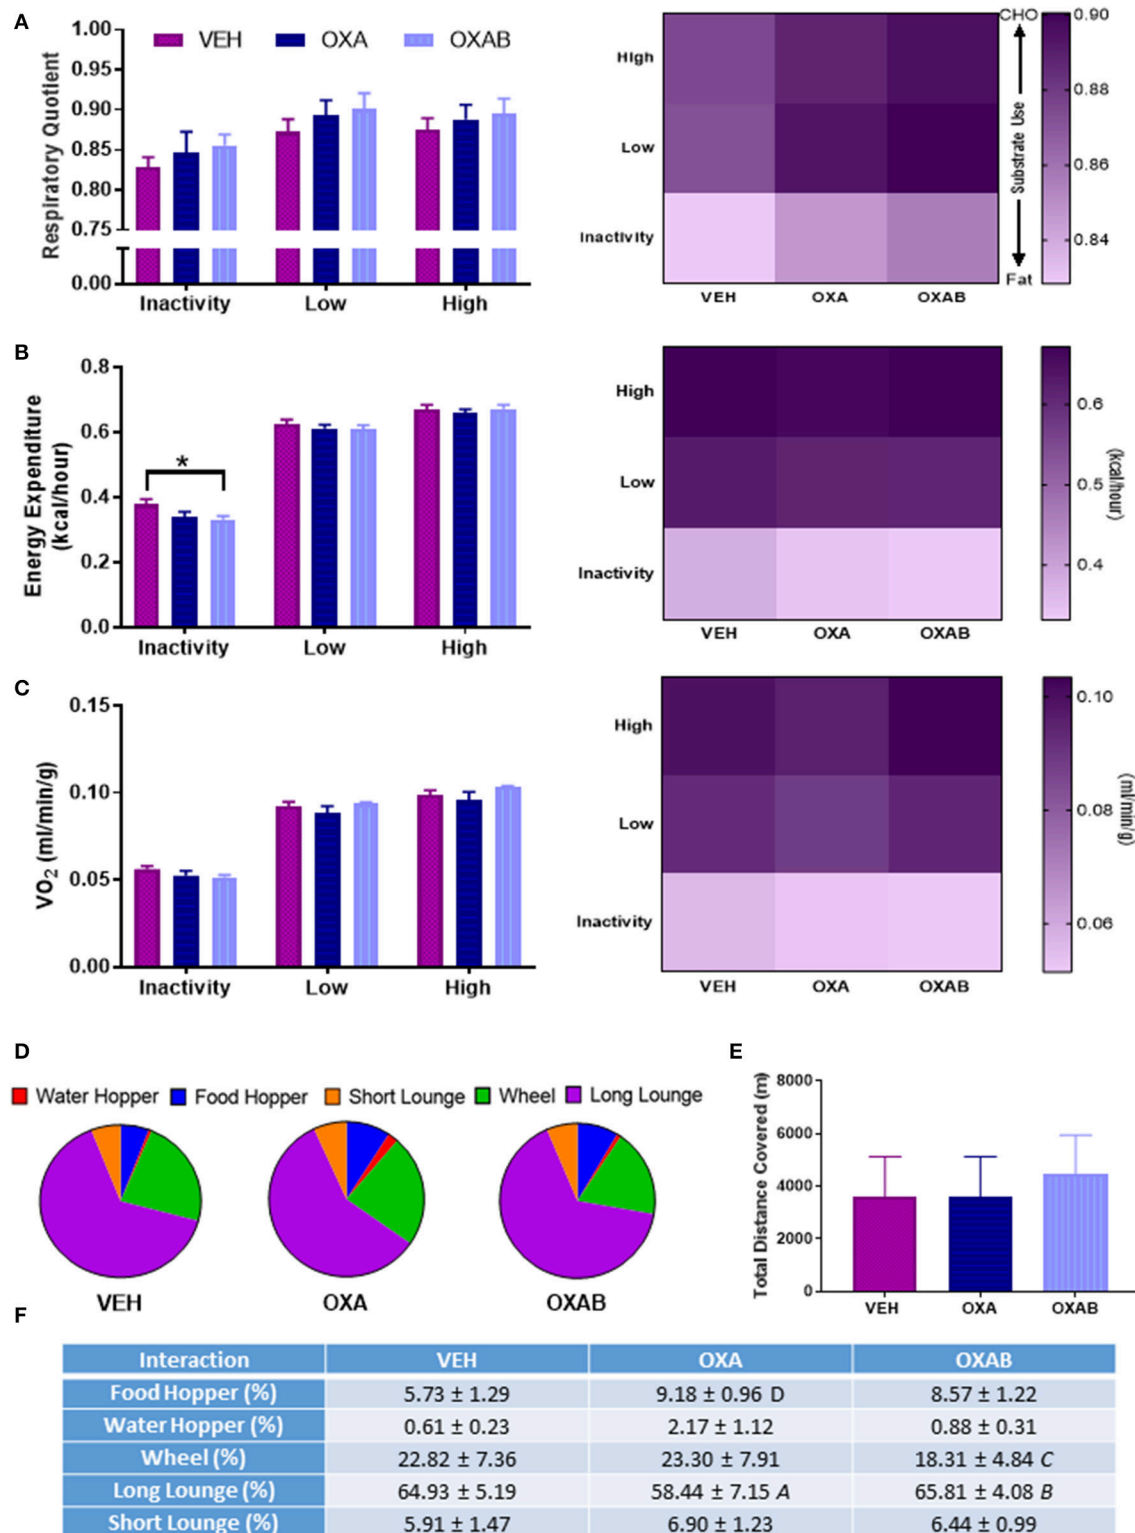 A
VEH OXA OXAB
Respiratory Quotient
1.00
0.95
0.90
0.85
0.80
0.75
0.00
Inactivity Low High
High
Low
Inactivity
VEH OXA OXAB
CHO
Substrate Use
Fat
0.90
0.88
0.86
0.84
B
Energy Expenditure
(kcal/hour)
0.8
0.6
0.4
0.2
0.0
*
Inactivity Low High
High
Low
Inactivity
VEH OXA OXAB
0.6
0.5
0.4
(kcal/hour)
C
VO2 (ml/min/g)
0.15
0.10
0.05
0.00
Inactivity Low High
High
Low
Inactivity
VEH OXA OXAB
0.10
0.08
0.06
(ml/min/g)
D
Water Hopper Food Hopper Short Lounge Wheel Long Lounge
VEH OXA OXAB
E
Total Distance Covered (m)
8000
6000
4000
2000
0
VEH OXA OXAB
F
Interaction VEH OXA OXAB
Food Hopper (%) 5.73 ± 1.29 9.18 ± 0.96 D 8.57 ± 1.22
Water Hopper (%) 0.61 ± 0.23 2.17 ± 1.12 0.88 ± 0.31
Wheel (%) 22.82 ± 7.36 23.30 ± 7.91 18.31 ± 4.84 C
Long Lounge (%) 64.93 ± 5.19 58.44 ± 7.15 A 65.81 ± 4.08 B
Short Lounge (%) 5.91 ± 1.47 6.90 ± 1.23 6.44 ± 0.99